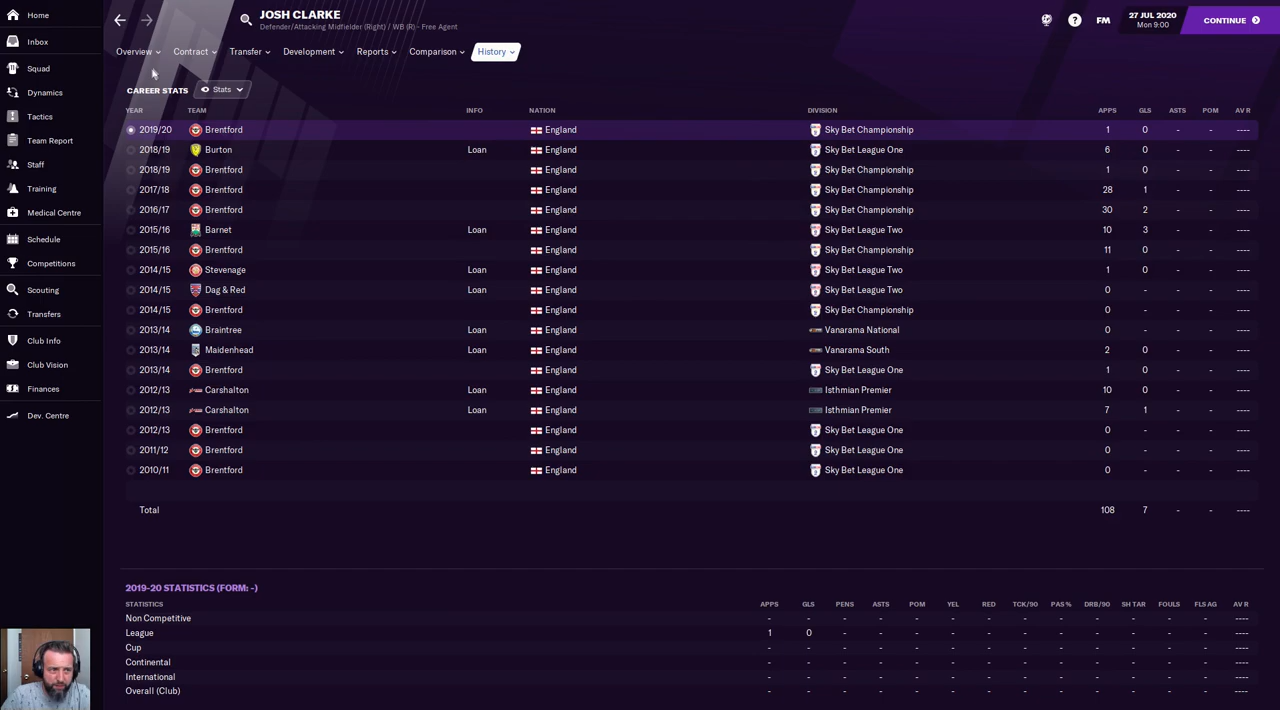 Home
Inbox
Squad
Dynamics
Tactics
Team Report
Staff
Training
Medical Centre
Schedule
Competitions
Scouting
Transfers
Club Info
Club Vision
Finances
Dev. Centre
JOSH CLARKE
Defender/Attacking Midfielder (Right) / WB (R) - Free Agent
? FM
27 JUL 2020
Mon 9:00
CONTINUE
Overview Contract Transfer Development Reports Comparison History
CAREER STATS Stats
YEAR TEAM INFO NATION DIVISION APPS GLS ASTS POM AV R
2019/20 Brentford England Sky Bet Championship 1 0 - - ----
2018/19 Burton Loan England Sky Bet League One 6 0 - - ----
2018/19 Brentford England Sky Bet Championship 1 0 - - ----
2017/18 Brentford England Sky Bet Championship 28 1 - - ----
2016/17 Brentford England Sky Bet Championship 30 2 - - ----
2015/16 Barnet Loan England Sky Bet League Two 10 3 - - ----
2015/16 Brentford England Sky Bet Championship 11 0 - - ----
2014/15 Stevenage Loan England Sky Bet League Two 1 0 - - ----
2014/15 Dag & Red Loan England Sky Bet League Two 0 - - - ----
2014/15 Brentford England Sky Bet Championship 0 - - - ----
2013/14 Braintree Loan England Vanarama National 0 - - - ----
2013/14 Maidenhead Loan England Vanarama South 2 0 - - ----
2013/14 Brentford England Sky Bet League One 1 0 - - ----
2012/13 Carshalton Loan England Isthmian Premier 10 0 - - ----
2012/13 Carshalton Loan England Isthmian Premier 7 1 - - ----
2012/13 Brentford England Sky Bet League One 0 - - - ----
2011/12 Brentford England Sky Bet League One 0 - - - ----
2010/11 Brentford England Sky Bet League One 0 - - - ----
Total 108 7 - - ----
2019-20 STATISTICS (FORM: -)
STATISTICS APPS GLS PENS ASTS POM YEL RED TCK/90 PAS % DRB/90 SH TAR FOULS FLS AG AV R
Non Competitive - - - - - - - - - - - - - ----
League 1 0 - - - - - - - - - - - ----
Cup - - - - - - - - - - - - - ----
Continental - - - - - - - - - - - - - ----
International - - - - - - - - - - - - - ----
Overall (Club) - - - - - - - - - - - - - ----